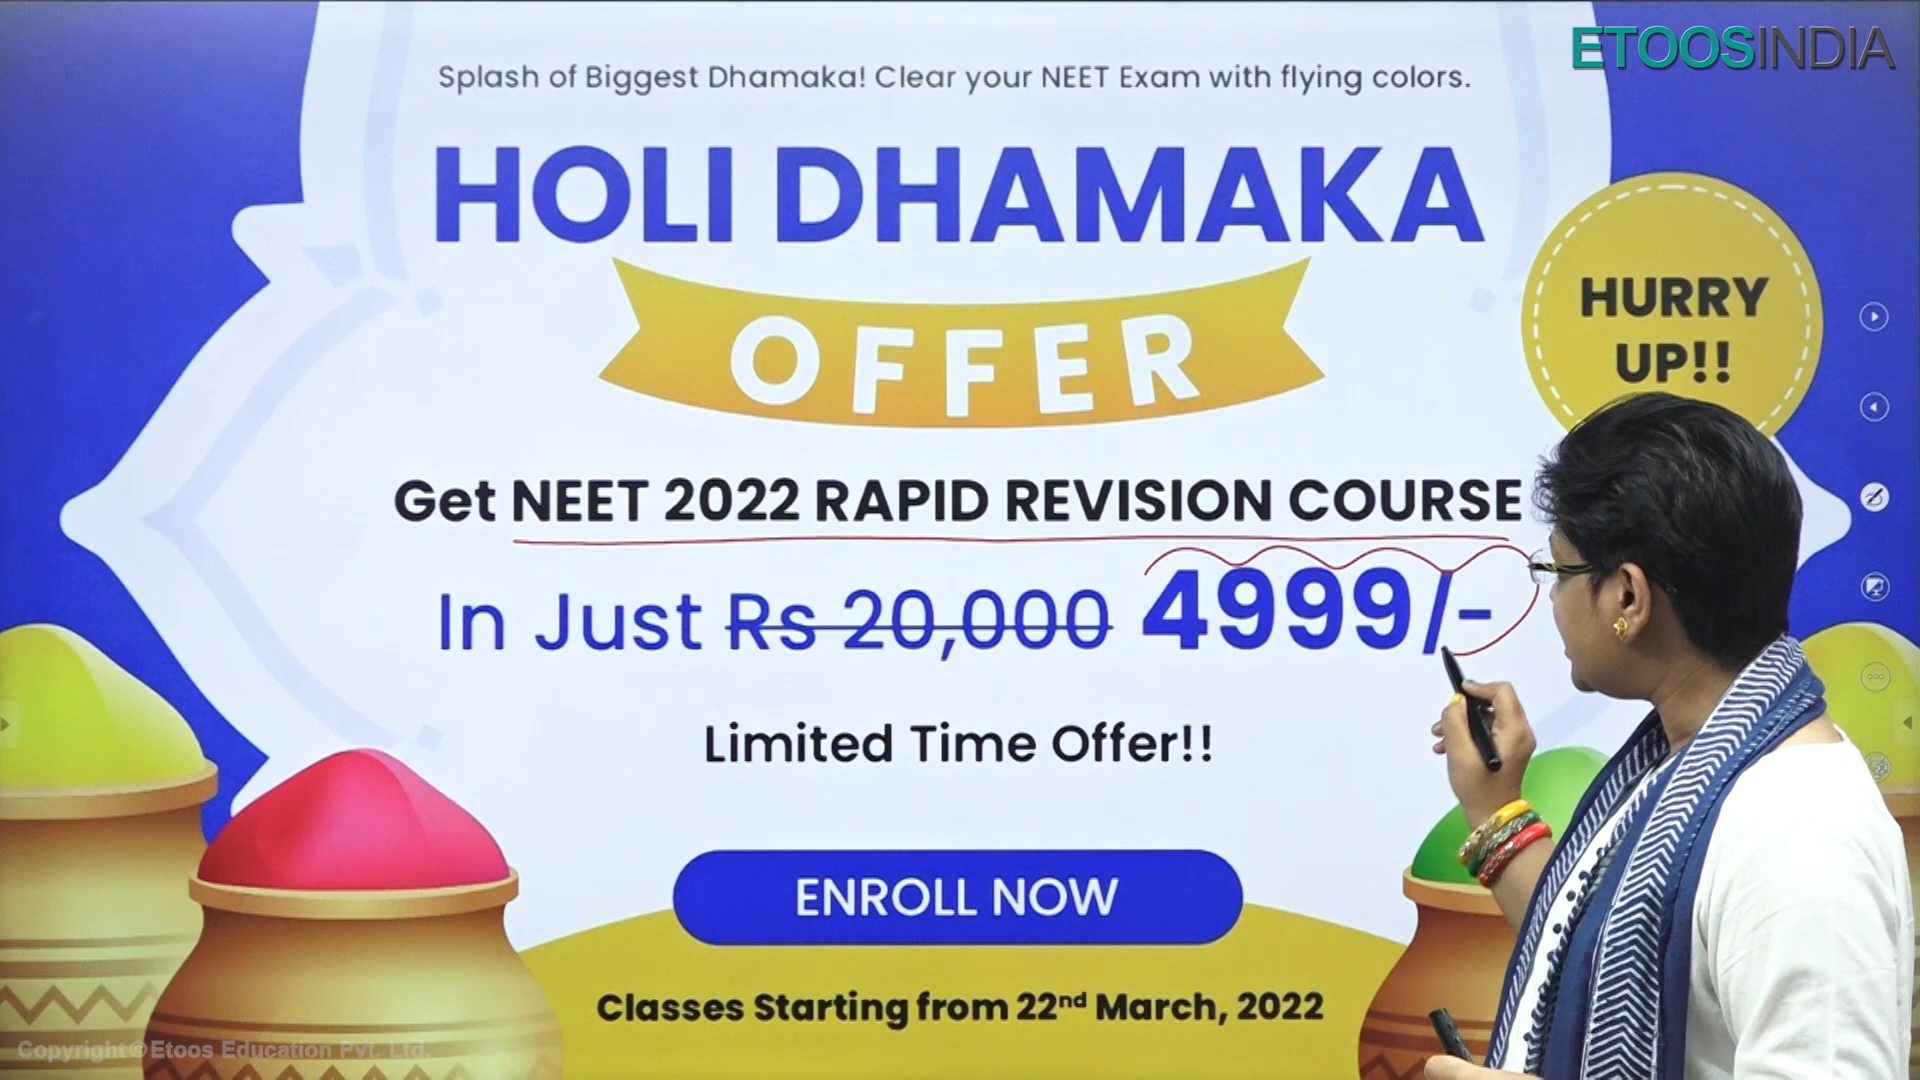 ETOOSINDIA
Splash of Biggest Dhamaka! Clear your NEET Exam with flying colors.
HOLI DHAMAKA
OFFER
HURRY
UP!!
Get NEET 2022 RAPID REVISION COURSE
In Just Rs 20,000 4999/-
Limited Time Offer!!
ENROLL NOW
Classes Starting from 22nd March, 2022
Copyright©Etoos Education Pvt. Ltd.